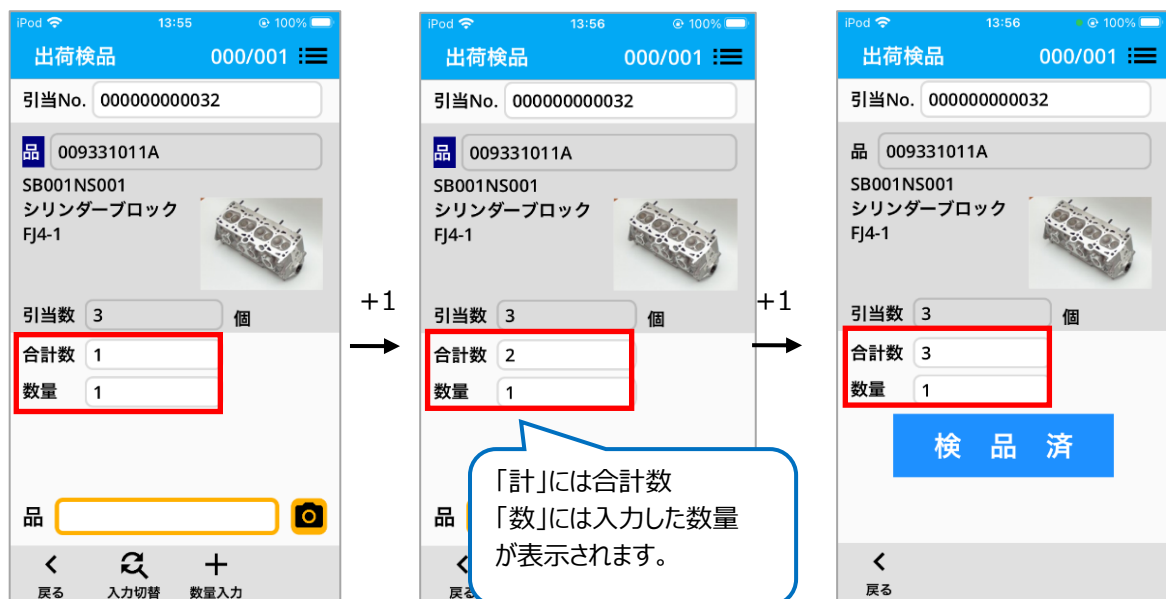 iPod 13:55 100%
出荷検品 000/001
引当No. 000000000032
品 009331011A
SB001NS001
シリンダーブロック
FJ4-1
引当数 3 個
合計数 1
数量 1
品
戻る 入力切替 数量入力
+1
iPod 13:56 100%
出荷検品 000/001
引当No. 000000000032
品 009331011A
SB001NS001
シリンダーブロック
FJ4-1
引当数 3 個
合計数 2
数量 1
「計」には合計数
「数」には入力した数量
が表示されます。
品
戻る
+1
iPod 13:56 100%
出荷検品 000/001
引当No. 000000000032
品 009331011A
SB001NS001
シリンダーブロック
FJ4-1
引当数 3 個
合計数 3
数量 1
検 品 済
戻る